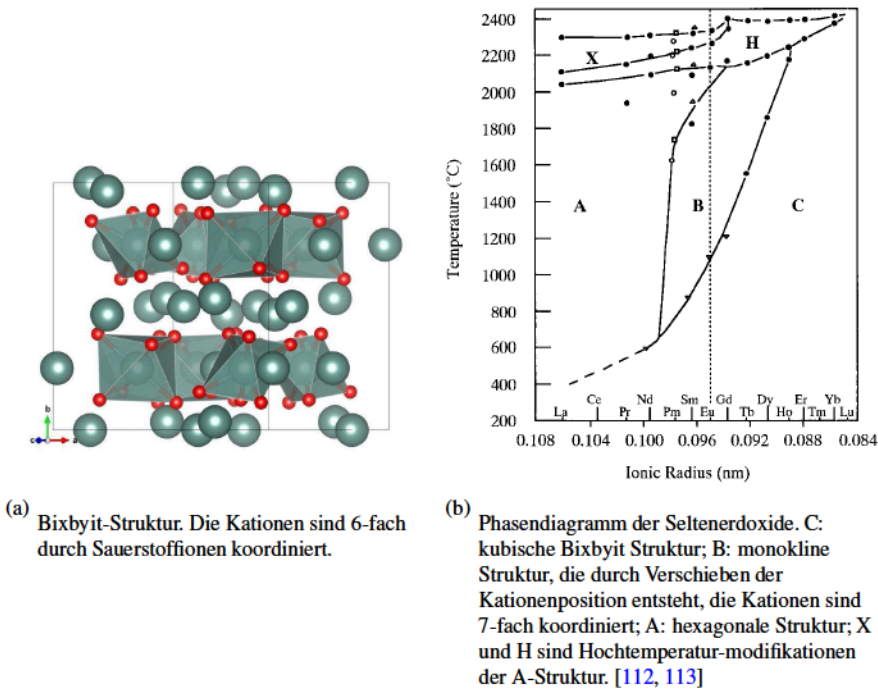 b
c
a
(a)
Bixbyit-Struktur. Die Kationen sind 6-fach
durch Sauerstoffionen koordiniert.
(b)
2400
2200
2000
1800
1600
1400
1200
1000
800
600
400
200
Temperature (°C)
X
H
A
B
C
Ce Nd Sm Gd Dy Er Yb
La Pr Pm Eu Tb Ho Tm Lu
0.108 0.104 0.100 0.096 0.092 0.088 0.084
Ionic Radius (nm)
(b)
Phasendiagramm der Seltenerdoxide. C:
kubische Bixbyit Struktur; B: monokline
Struktur, die durch Verschieben der
Kationenposition entsteht, die Kationen sind
7-fach koordiniert; A: hexagonale Struktur; X
und H sind Hochtemperatur-modifikationen
der A-Struktur. [112, 113]